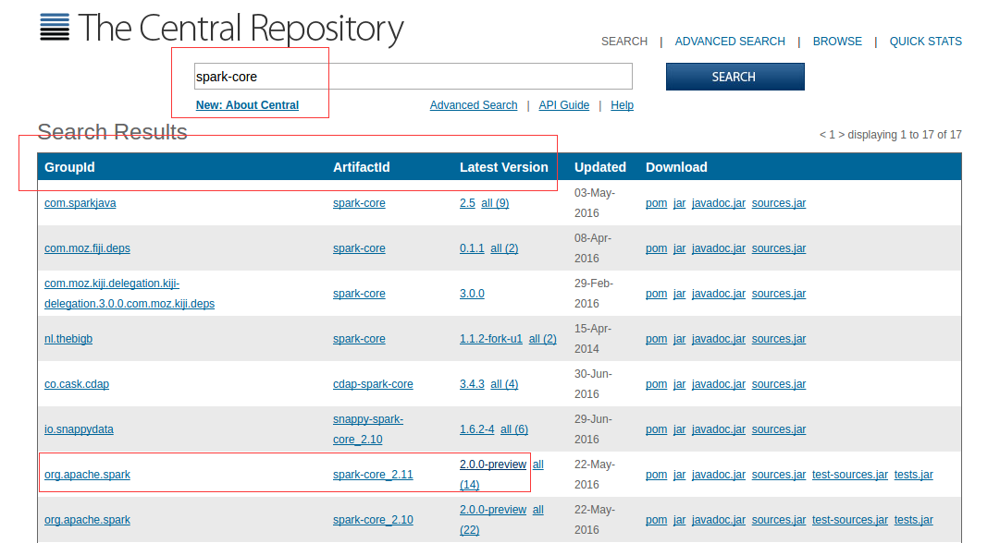 The Central Repository
SEARCH | ADVANCED SEARCH | BROWSE | QUICK STATS
spark-core
SEARCH
New: About Central
Advanced Search | API Guide | Help
Search Results
< 1 > displaying 1 to 17 of 17
GroupId ArtifactId Latest Version Updated Download
com.sparkjava spark-core 2.5 all (9) 03-May-
2016 pom jar javadoc.jar sources.jar
com.moz.fiji.deps spark-core 0.1.1 all (2) 08-Apr-
2016 pom jar javadoc.jar sources.jar
com.moz.kiji.delegation.kiji-
delegation.3.0.0.com.moz.kiji.deps spark-core 3.0.0 29-Feb-
2016 pom jar javadoc.jar sources.jar
nl.thebigb spark-core 1.1.2-fork-u1 all (2) 15-Apr-
2014 pom jar javadoc.jar sources.jar
co.cask.cdap cdap-spark-core 3.4.3 all (4) 30-Jun-
2016 pom jar javadoc.jar sources.jar
io.snappydata snappy-spark-
core_2.10 1.6.2-4 all (6) 29-Jun-
2016 pom jar javadoc.jar sources.jar
org.apache.spark spark-core_2.11 2.0.0-preview all
(14) 22-May-
2016 pom jar javadoc.jar sources.jar test-sources.jar tests.jar
org.apache.spark spark-core_2.10 2.0.0-preview all
(22) 22-May-
2016 pom jar javadoc.jar sources.jar test-sources.jar tests.jar